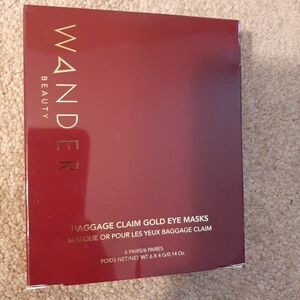 WANDER
BEAUTY
BAGGAGE CLAIM GOLD EYE MASKS
MASQUE OR POUR LES YEUX BAGGAGE CLAIM
6 PAIRS/6 PAIRES
POIDS NET/NET WT 6 X 4 G/0.14 Oz.